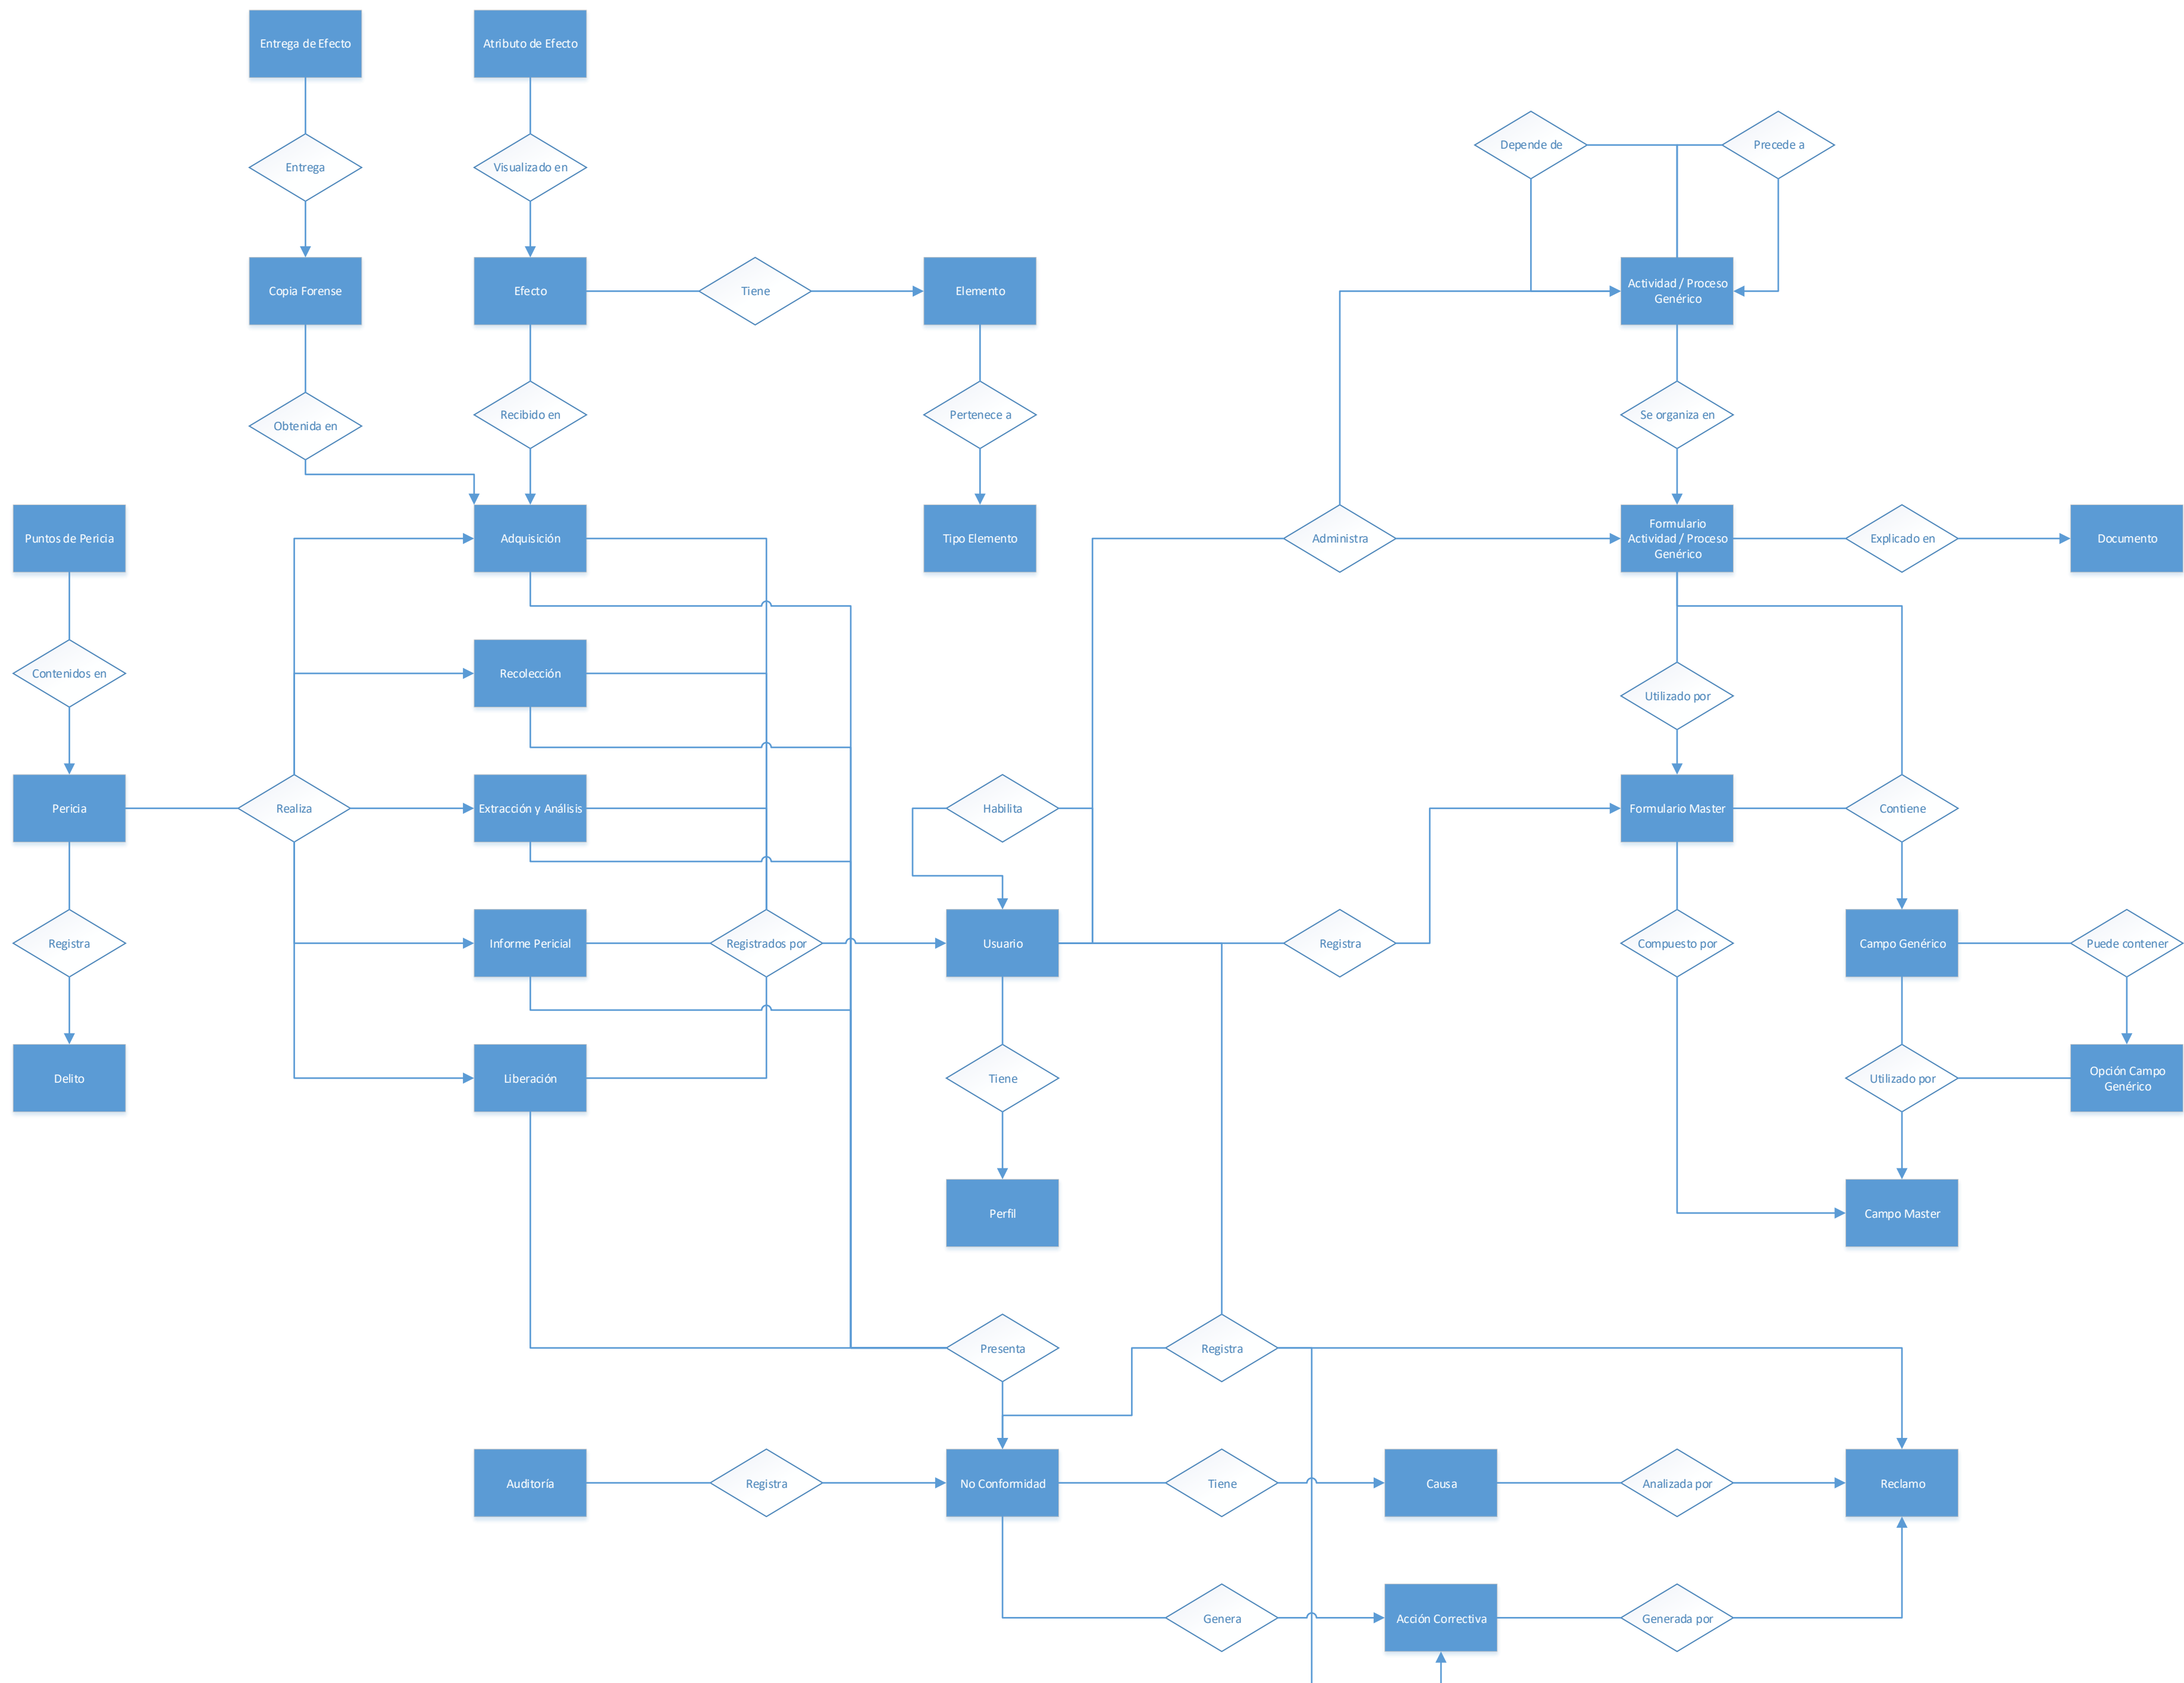 Entrega de Efecto
Atributo de Efecto
Entrega
Visualizado en
Depende de
Precede a
Copia Forense
Efecto
Tiene
Elemento
Actividad / Proceso
Genérico
Obtenida en
Recibido en
Pertenece a
Se organiza en
Puntos de Pericia
Adquisición
Tipo Elemento
Administra
Formulario
Actividad / Proceso
Genérico
Explicado en
Documento
Contenidos en
Recolección
Utilizado por
Pericia
Realiza
Extracción y Análisis
Habilita
Formulario Master
Contiene
Registra
Informe Pericial
Registrados por
Usuario
Registra
Compuesto por
Campo Genérico
Puede contener
Delito
Liberación
Tiene
Utilizado por
Opción Campo
Genérico
Perfil
Campo Master
Presenta
Registra
Auditoría
Registra
No Conformidad
Tiene
Causa
Analizada por
Reclamo
Genera
Acción Correctiva
Generada por